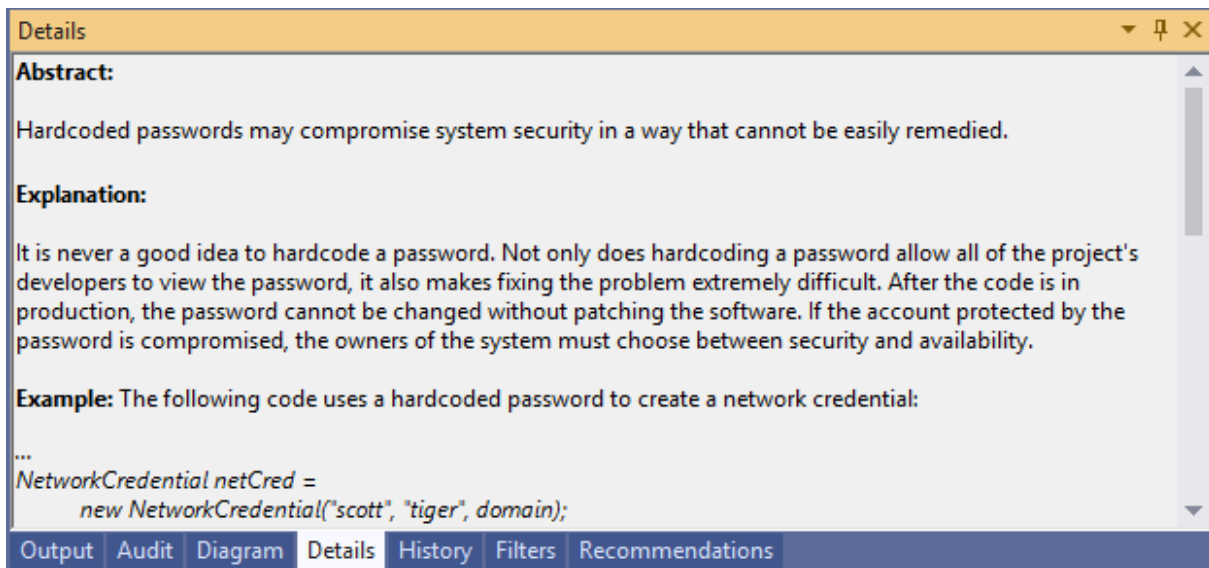 Details
Abstract:
Hardcoded passwords may compromise system security in a way that cannot be easily remedied.
Explanation:
It is never a good idea to hardcode a password. Not only does hardcoding a password allow all of the project's
developers to view the password, it also makes fixing the problem extremely difficult. After the code is in
production, the password cannot be changed without patching the software. If the account protected by the
password is compromised, the owners of the system must choose between security and availability.
Example: The following code uses a hardcoded password to create a network credential:
...
NetworkCredential netCred =
new NetworkCredential("scott", "tiger", domain);
Output Audit Diagram Details History Filters Recommendations